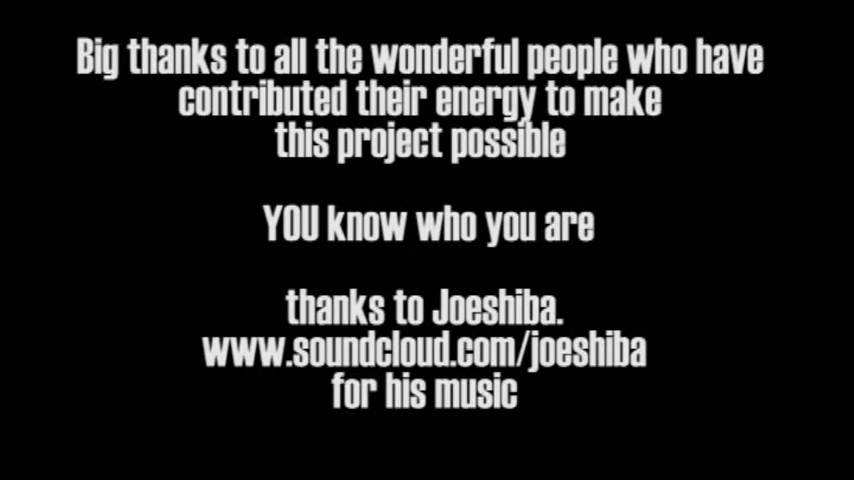 Big thanks to all the wonderful people who have
contributed their energy to make
this project possible
YOU know who you are
thanks to Joeshiba.
www.soundcloud.com/joeshiba
for his music